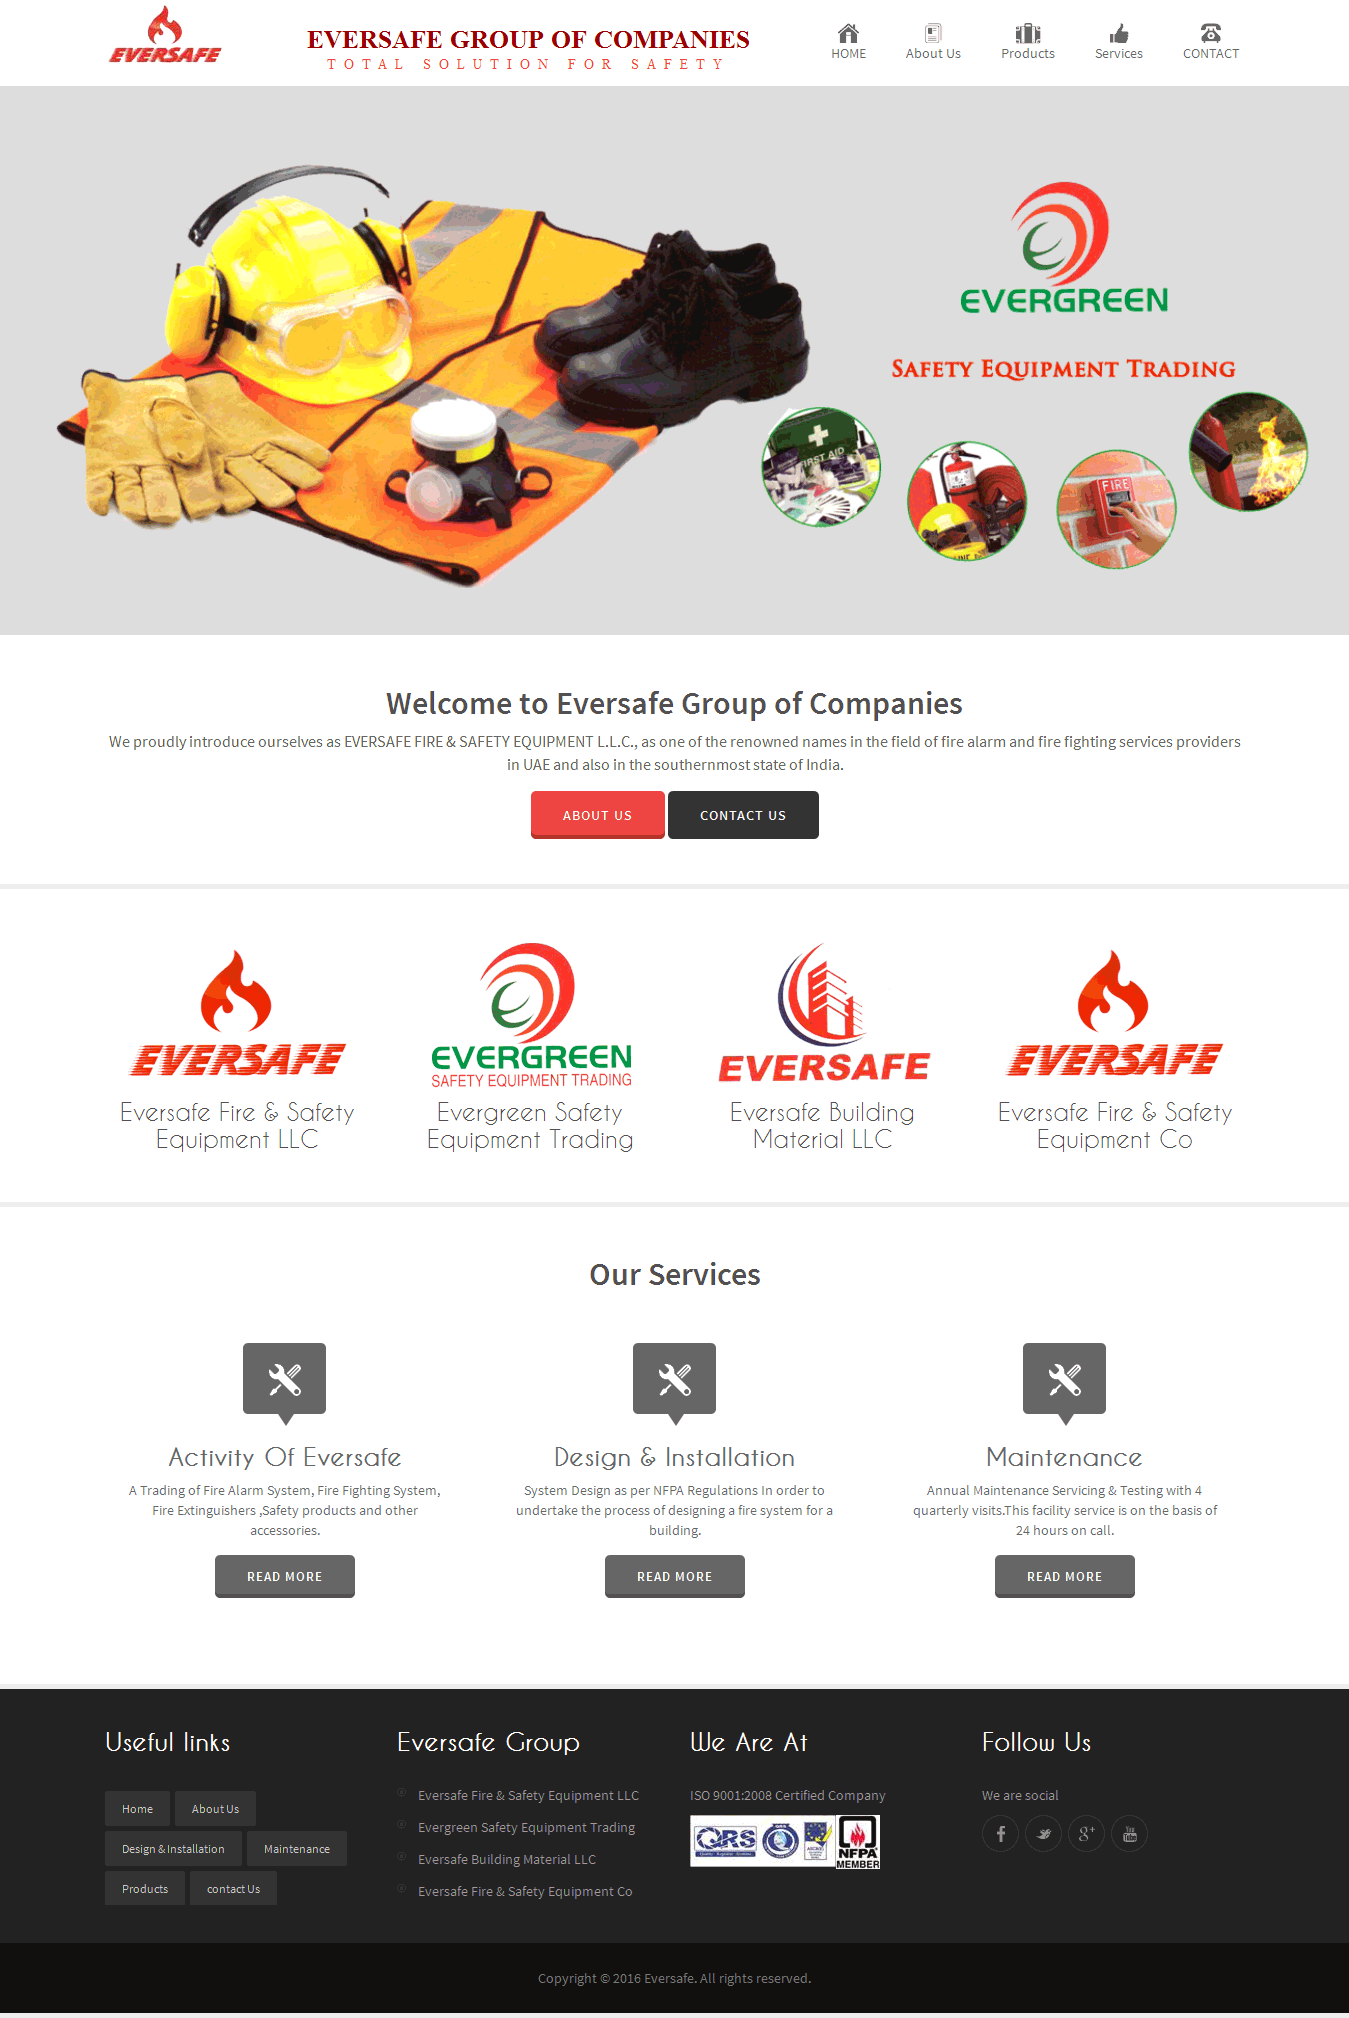 EVERSAFE
EVERSAFE GROUP OF COMPANIES
TOTAL SOLUTION FOR SAFETY
HOME
About Us
Products
Services
CONTACT
EVERGREEN
SAFETY EQUIPMENT TRADING
FIRST AID
FIRE
Welcome to Eversafe Group of Companies
We proudly introduce ourselves as EVERSAFE FIRE & SAFETY EQUIPMENT L.L.C., as one of the renowned names in the field of fire alarm and fire fighting services providers
in UAE and also in the southernmost state of India.
ABOUT US
CONTACT US
EVERSAFE
Eversafe Fire & Safety
Equipment LLC
EVERGREEN
SAFETY EQUIPMENT TRADING
Evergreen Safety
Equipment Trading
EVERSAFE
Eversafe Building
Material LLC
EVERSAFE
Eversafe Fire & Safety
Equipment Co
Our Services
Activity Of Eversafe
A Trading of Fire Alarm System, Fire Fighting System,
Fire Extinguishers ,Safety products and other
accessories.
READ MORE
Design & Installation
System Design as per NFPA Regulations In order to
undertake the process of designing a fire system for a
building.
READ MORE
Maintenance
Annual Maintenance Servicing & Testing with 4
quarterly visits.This facility service is on the basis of
24 hours on call.
READ MORE
Useful links
Home
About Us
Design & Installation
Maintenance
Products
contact Us
Eversafe Group
Eversafe Fire & Safety Equipment LLC
Evergreen Safety Equipment Trading
Eversafe Building Material LLC
Eversafe Fire & Safety Equipment Co
We Are At
ISO 9001:2008 Certified Company
QRS
NFPA
MEMBER
Follow Us
We are social
Copyright © 2016 Eversafe. All rights reserved.